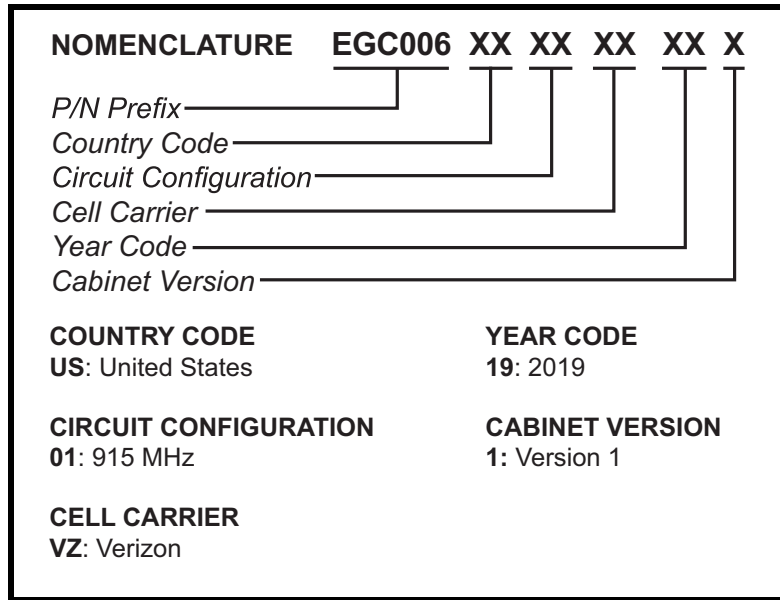 NOMENCLATURE EGC006 XX XX XX XX X
P/N Prefix
Country Code
Circuit Configuration
Cell Carrier
Year Code
Cabinet Version
COUNTRY CODE
US: United States
YEAR CODE
19: 2019
CIRCUIT CONFIGURATION
01: 915 MHz
CABINET VERSION
1: Version 1
CELL CARRIER
VZ: Verizon